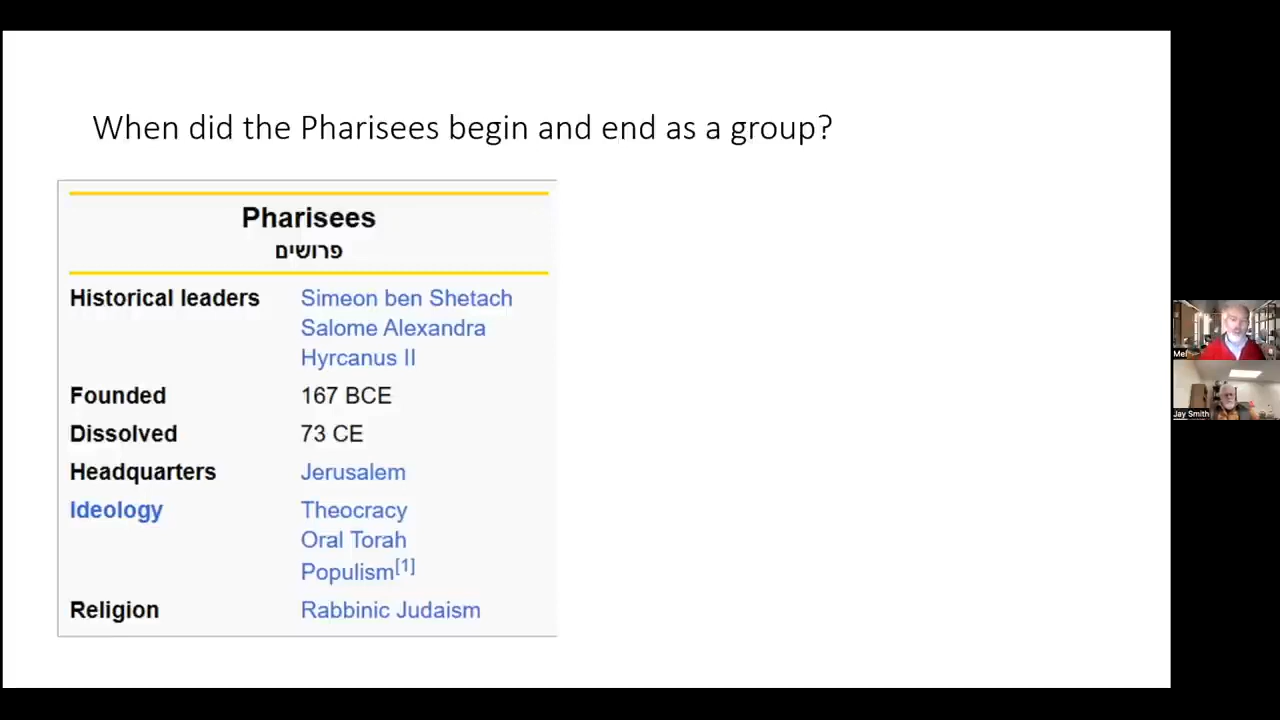 When did the Pharisees begin and end as a group?
Pharisees
פרושים
Historical leaders Simeon ben Shetach
Salome Alexandra
Hyrcanus II
Founded 167 BCE
Dissolved 73 CE
Headquarters Jerusalem
Ideology Theocracy
Oral Torah
Populism[1]
Religion Rabbinic Judaism
Mel
Jay Smith